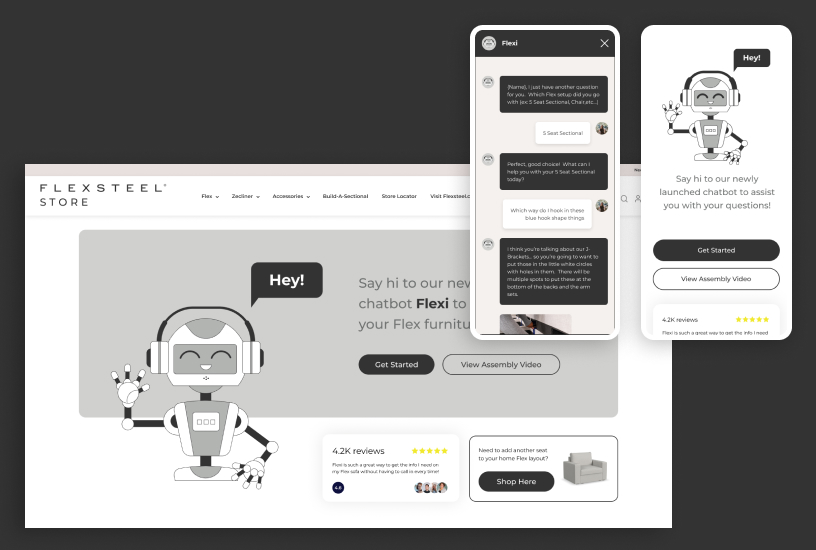 FLEXSTEEL®
STORE
Flex
Zecliner
Accessories
Build-A-Sectional
Store Locator
Visit Flexsteel.c
Hey!
Say hi to our new
chatbot Flexi to
your Flex furnitu
Get Started
View Assembly Video
4.2K reviews
Flexi is such a great way to get the info I need on
my Flex sofa without having to call in every time!
4.8
Need to add another seat
to your home Flex layout?
Shop Here
Flexi
[Name], I just have another question
for you. Which Flex setup did you go
with (ex: 5 Seat Sectional, Chair,etc...)
5 Seat Sectional
Perfect, good choice! What can I
help you with your 5 Seat Sectional
today?
Which way do I hook in these
blue hook shape things
I think you're talking about our J-
Brackets.. so you're going to want to
put those in the little white circles
with holes in them. There will be
multiple spots to put these at the
bottom of the backs and the arm
sets.
Hey!
Say hi to our newly
launched chatbot to assist
you with your questions!
Get Started
View Assembly Video
4.2K reviews
Flexi is such a great way to get the info I need